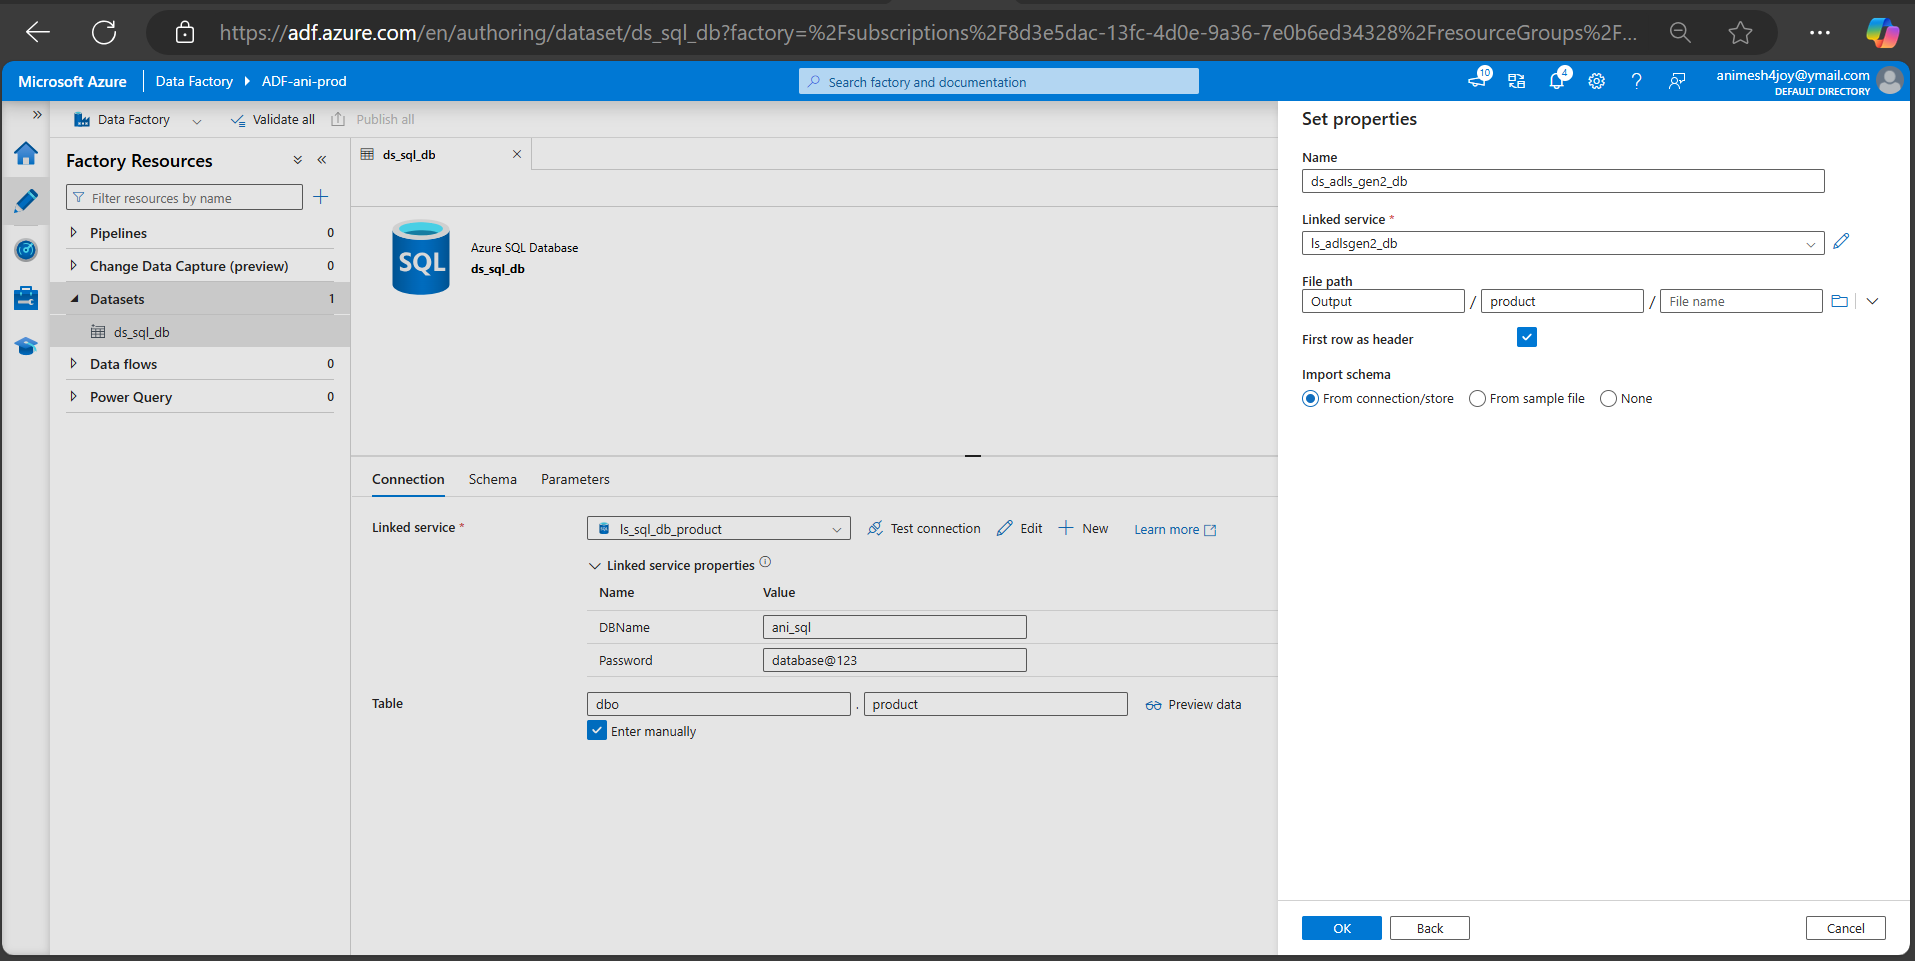 https://adf.azure.com/en/authoring/dataset/ds_sql_db?factory=%2Fsubscriptions%2F8d3e5dac-13fc-4d0e-9a36-7e0b6ed34328%2FresourceGroups%2F...
Microsoft Azure
Data Factory
ADF-ani-prod
Search factory and documentation
10
4
animesh4joy@ymail.com
DEFAULT DIRECTORY
Data Factory
Validate all
Publish all
Factory Resources
Filter resources by name
Pipelines 0
Change Data Capture (preview) 0
Datasets 1
ds_sql_db
Data flows 0
Power Query 0
ds_sql_db
SQL
Azure SQL Database
ds_sql_db
Connection Schema Parameters
Linked service *
ls_sql_db_product
Test connection
Edit
New
Learn more
Linked service properties
Name Value
DBName ani_sql
Password database@123
Table dbo . product
Preview data
Enter manually
Set properties
Name
ds_adls_gen2_db
Linked service *
ls_adlsgen2_db
File path
Output / product / File name
First row as header
Import schema
From connection/store From sample file None
OK Back Cancel